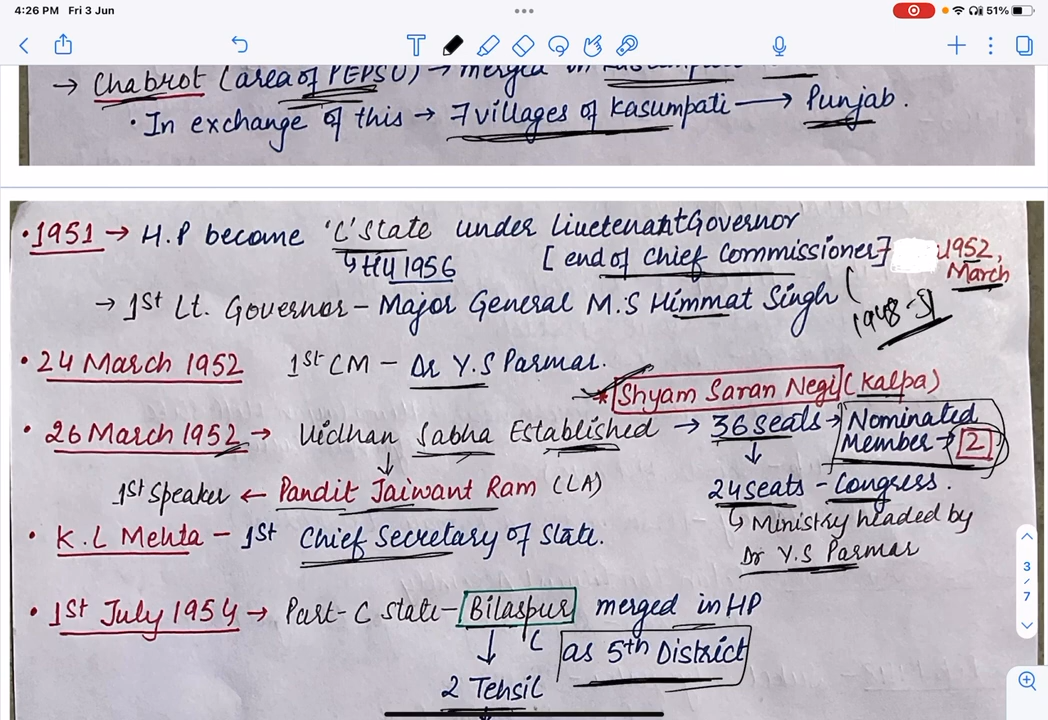 4:26 PM Fri 3 Jun
51%
→ Chabrot (area of PEPSU) → merged in
• In exchange of this → 7 villages of Kasumpati → Punjab.
• 1951 → H.P become 'C' State under LiuetenantGovernor
↳ till 1956 [end of Chief Commissioner] 1952, March
→ 1st Lt. Governor – Major General M.S Himmat Singh
1948-51
• 24 March 1952 1st CM – Dr Y.S Parmar.
* Shyam Saran Negi (Kalpa)
• 26 March 1952 → Vidhan Sabha Established → 36 seats → Nominated Member → 2
↓ ↓
1st Speaker ← Pandit Jaiwant Ram (LA) 24 seats – Congress.
↳ Ministry headed by Dr Y.S Parmar
• K.L Mehta – 1st Chief Secretary of State.
• 1st July 1954 → Part-C state – Bilaspur merged in HP
↓ as 5th District
2 Tehsil
3
/
7